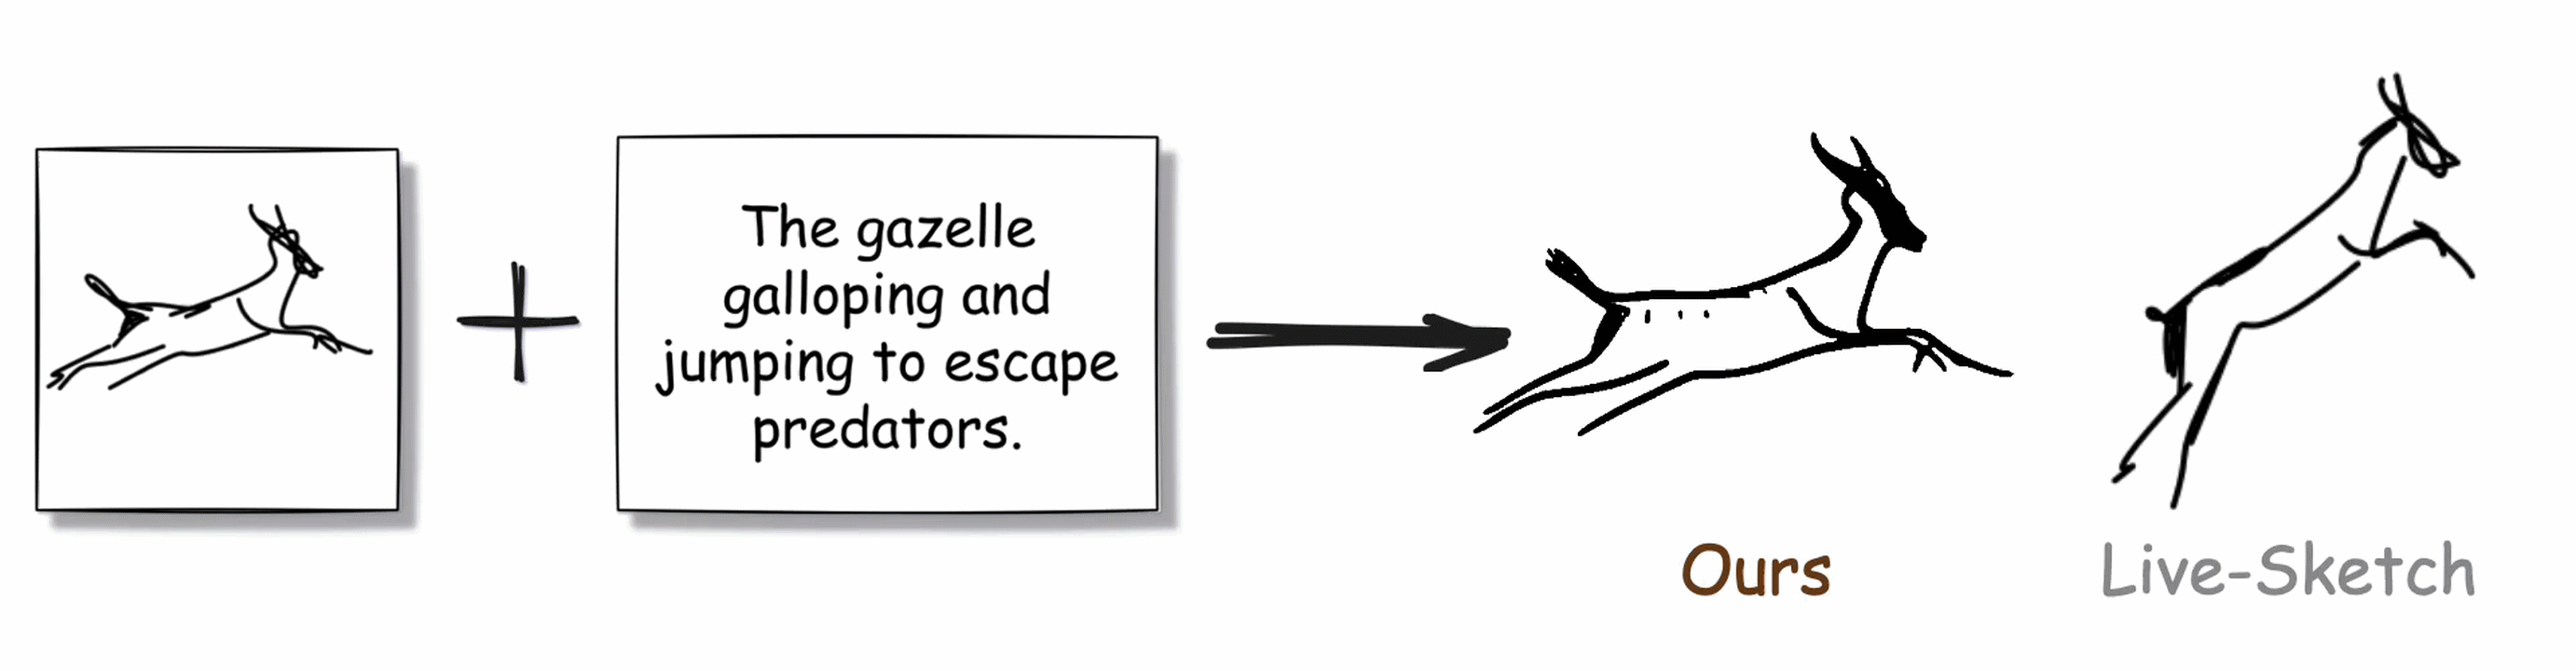 The gazelle
galloping and
jumping to escape
predators.
Ours
Live-Sketch